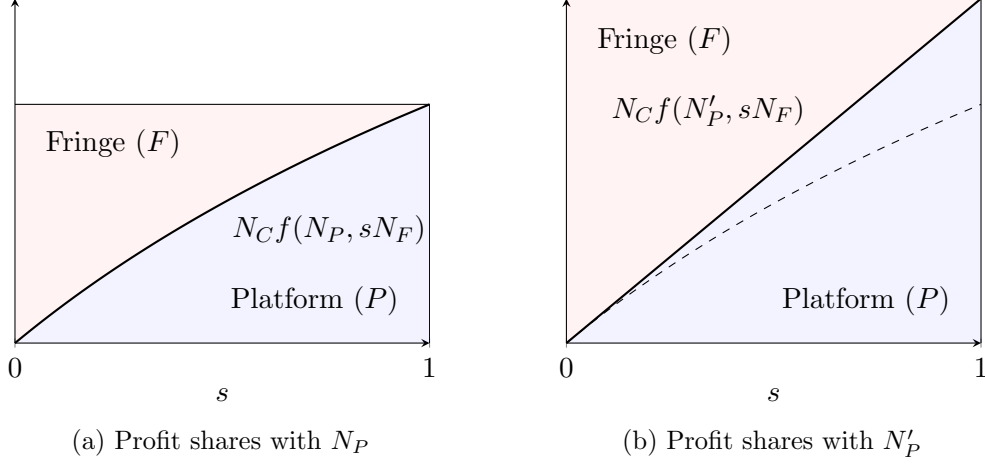 Fringe (F)
N_C f(N_P, sN_F)
Platform (P)
0
1
s
(a) Profit shares with N_P
Fringe (F)
N_C f(N'_P, sN_F)
Platform (P)
0
1
s
(b) Profit shares with N'_P